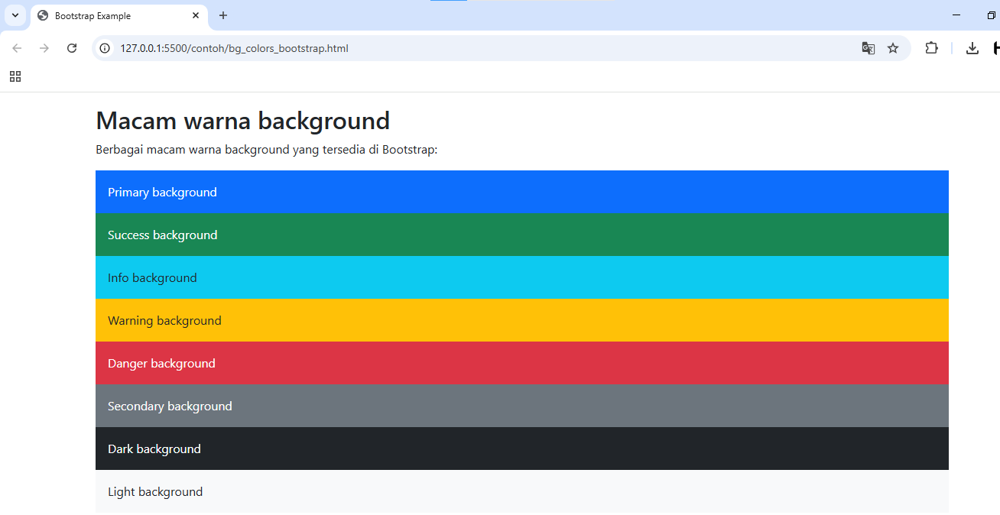 Bootstrap Example
127.0.0.1:5500/contoh/bg_colors_bootstrap.html
Macam warna background
Berbagai macam warna background yang tersedia di Bootstrap:
Primary background
Success background
Info background
Warning background
Danger background
Secondary background
Dark background
Light background